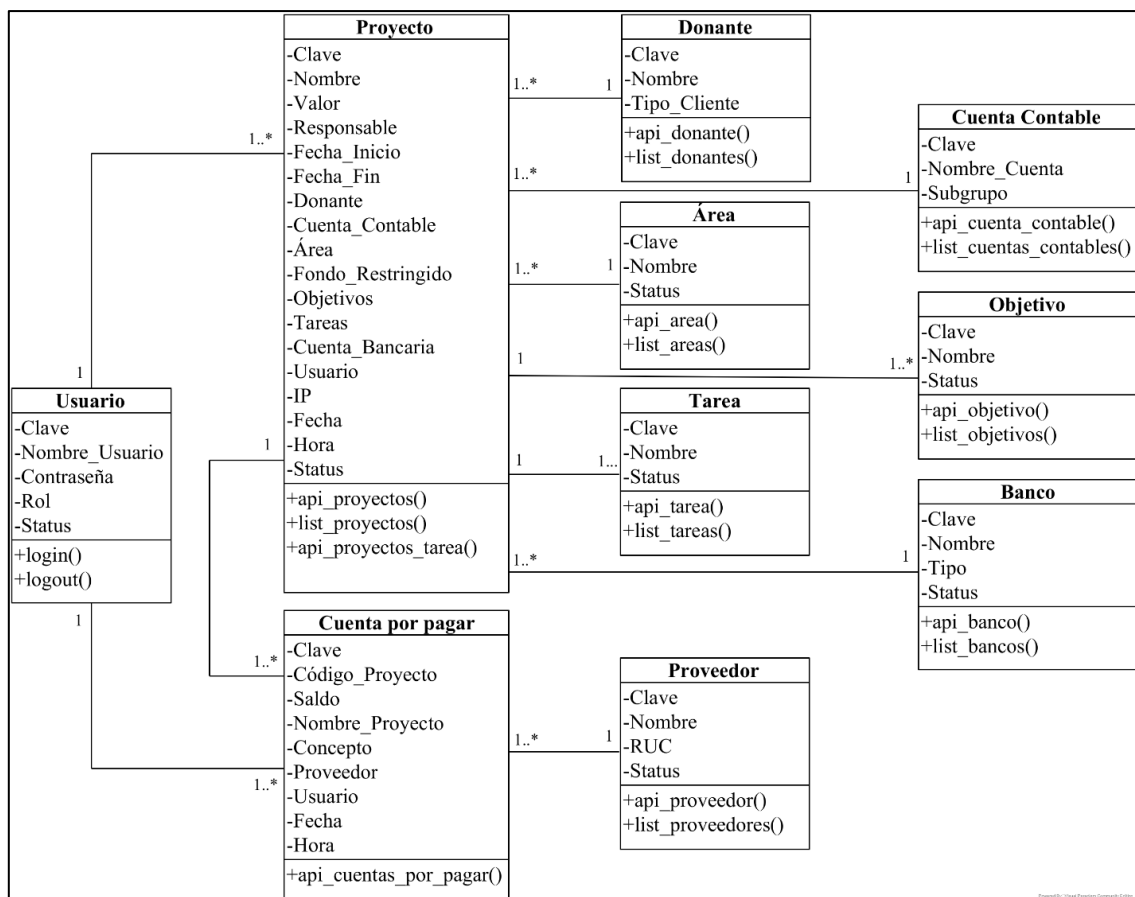 Proyecto
-Clave
-Nombre
-Valor
-Responsable
-Fecha_Inicio
-Fecha_Fin
-Donante
-Cuenta_Contable
-Área
-Fondo_Restringido
-Objetivos
-Tareas
-Cuenta_Bancaria
-Usuario
-IP
-Fecha
-Hora
-Status
+api_proyectos()
+list_proyectos()
+api_proyectos_tarea()
Donante
-Clave
-Nombre
-Tipo_Cliente
+api_donante()
+list_donantes()
1..*
1
Cuenta Contable
-Clave
-Nombre_Cuenta
-Subgrupo
+api_cuenta_contable()
+list_cuentas_contables()
1..*
1
Área
-Clave
-Nombre
-Status
+api_area()
+list_areas()
1..*
1
Objetivo
-Clave
-Nombre
-Status
+api_objetivo()
+list_objetivos()
1
1..*
Tarea
-Clave
-Nombre
-Status
+api_tarea()
+list_tareas()
1
1...
Banco
-Clave
-Nombre
-Tipo
-Status
+api_banco()
+list_bancos()
1..*
1
Usuario
-Clave
-Nombre_Usuario
-Contraseña
-Rol
-Status
+login()
+logout()
1..*
1
1
1..*
1
1..*
Cuenta por pagar
-Clave
-Código_Proyecto
-Saldo
-Nombre_Proyecto
-Concepto
-Proveedor
-Usuario
-Fecha
-Hora
+api_cuentas_por_pagar()
Proveedor
-Clave
-Nombre
-RUC
-Status
+api_proveedor()
+list_proveedores()
1..*
1